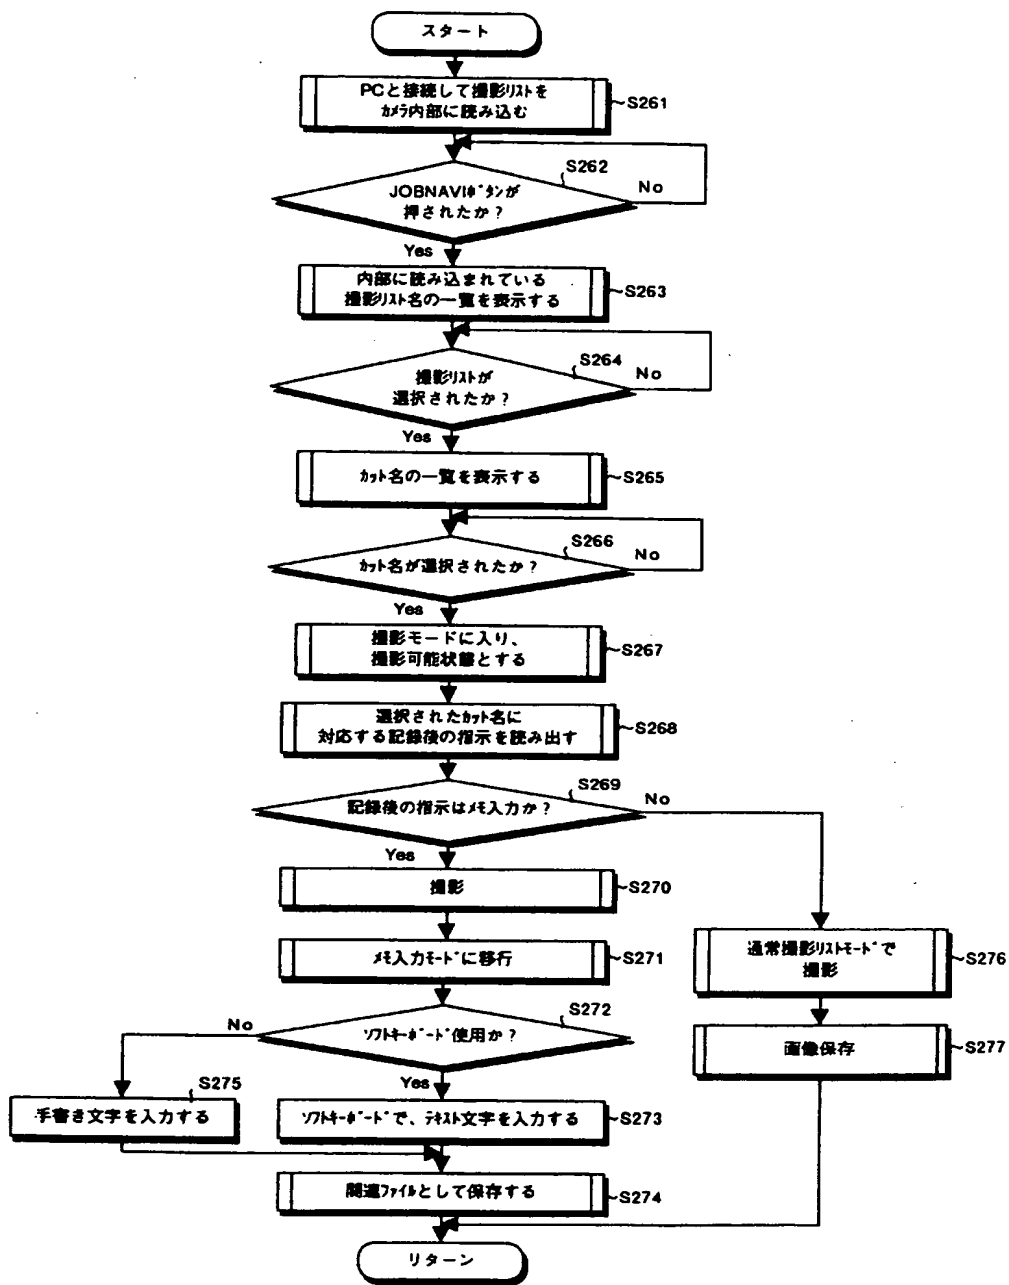 スタート
PCと接続して撮影リストを
カメラ内部に読み込む
S261
S262
JOBNAVIボタンが
押されたか？
No
Yes
内部に読み込まれている
撮影リスト名の一覧を表示する
S263
S264
撮影リストが
選択されたか？
No
Yes
カット名の一覧を表示する
S265
S266
カット名が選択されたか？
No
Yes
撮影モードに入り、
撮影可能状態とする
S267
選択されたカット名に
対応する記録後の指示を読み出す
S268
S269
記録後の指示はメモ入力か？
No
Yes
撮影
S270
メモ入力モードに移行
S271
通常撮影リストモードで
撮影
S276
S272
ソフトキーボード使用か？
No
Yes
画像保存
S277
S275
手書き文字を入力する
ソフトキーボードで、テキスト文字を入力する
S273
関連ファイルとして保存する
S274
リターン